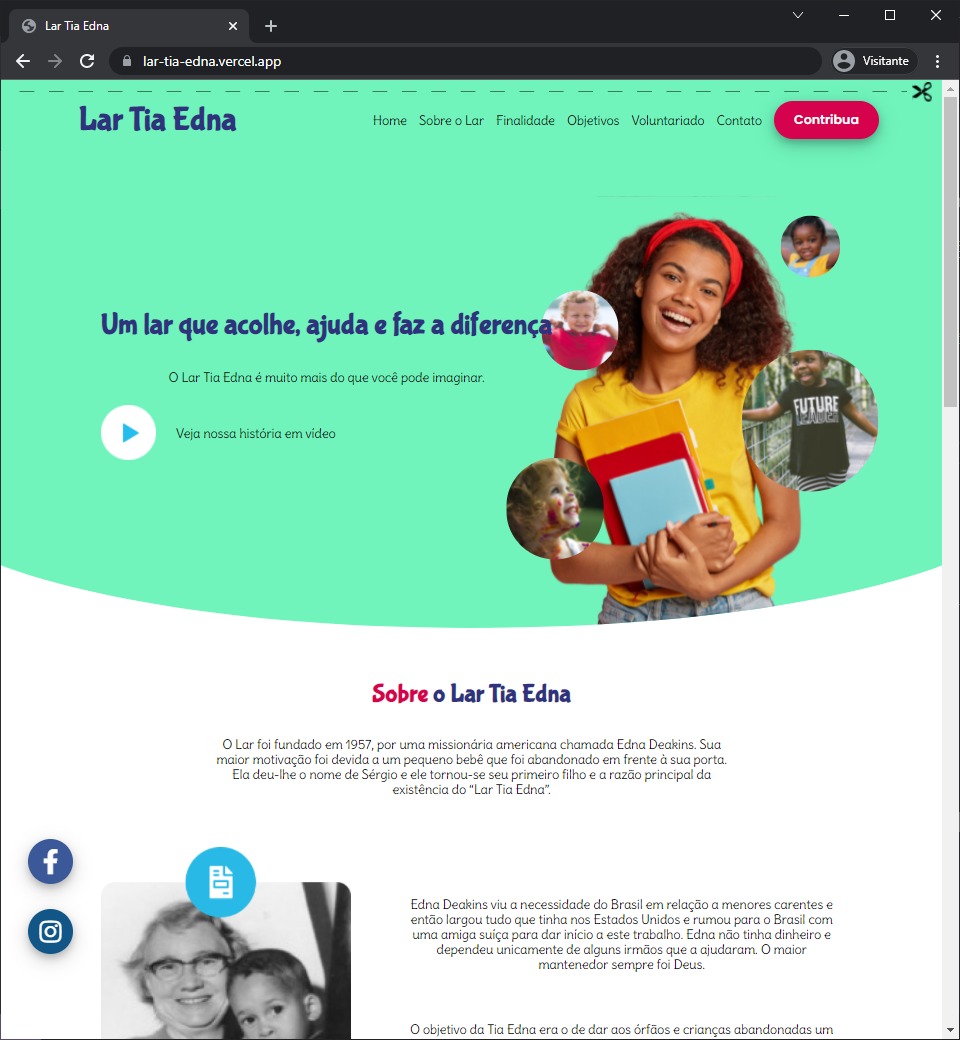 Lar Tia Edna
lar-tia-edna.vercel.app
Visitante
Lar Tia Edna
Home Sobre o Lar Finalidade Objetivos Voluntariado Contato Contribua
Um lar que acolhe, ajuda e faz a diferença
O Lar Tia Edna é muito mais do que você pode imaginar.
Veja nossa história em vídeo
FUTURE
LEADER
Sobre o Lar Tia Edna
O Lar foi fundado em 1957, por uma missionária americana chamada Edna Deakins. Sua
maior motivação foi devida a um pequeno bebê que foi abandonado em frente à sua porta.
Ela deu-lhe o nome de Sérgio e ele tornou-se seu primeiro filho e a razão principal da
existência do “Lar Tia Edna”.
Edna Deakins viu a necessidade do Brasil em relação a menores carentes e
então largou tudo que tinha nos Estados Unidos e rumou para o Brasil com
uma amiga suíça para dar início a este trabalho. Edna não tinha dinheiro e
dependeu unicamente de alguns irmãos que a ajudaram. O maior
mantenedor sempre foi Deus.
O objetivo da Tia Edna era o de dar aos órfãos e crianças abandonadas um